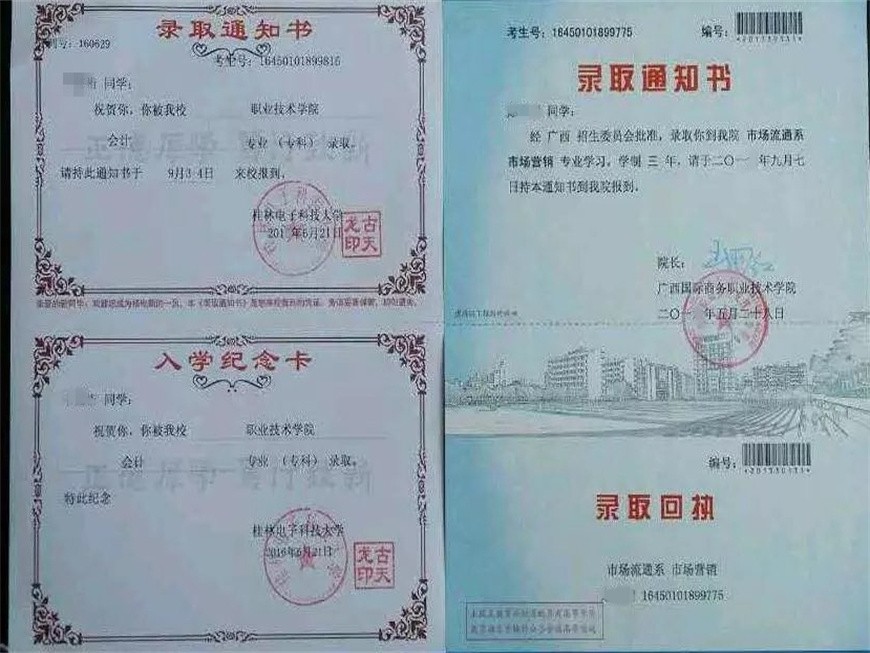 录取通知书
160629
考生号：16450101899815
同学：
祝贺你，你被我校 职业技术学院
会计 专业（专科）录取。
请持此通知书于 9月3-4日 来校报到。
桂林电子科技大学
6月21日
古天
龙印
入学纪念卡
同学：
祝贺你，你被我校 职业技术学院
会计 专业（专科）录取。
特此纪念
桂林电子科技大学
2016年6月21日
古天
龙印
考生号：16450101899775 编号：
录取通知书
同学：
经 广西 招生委员会批准，录取你到我院 市场流通系
市场营销 专业学习，学制 三 年，请于二〇一 年九月七
日持本通知书到我院报到。
院长：
广西国际商务职业技术学院
二〇一 年五月二十八日
编号：
录取回执
市场流通系 市场营销
16450101899775